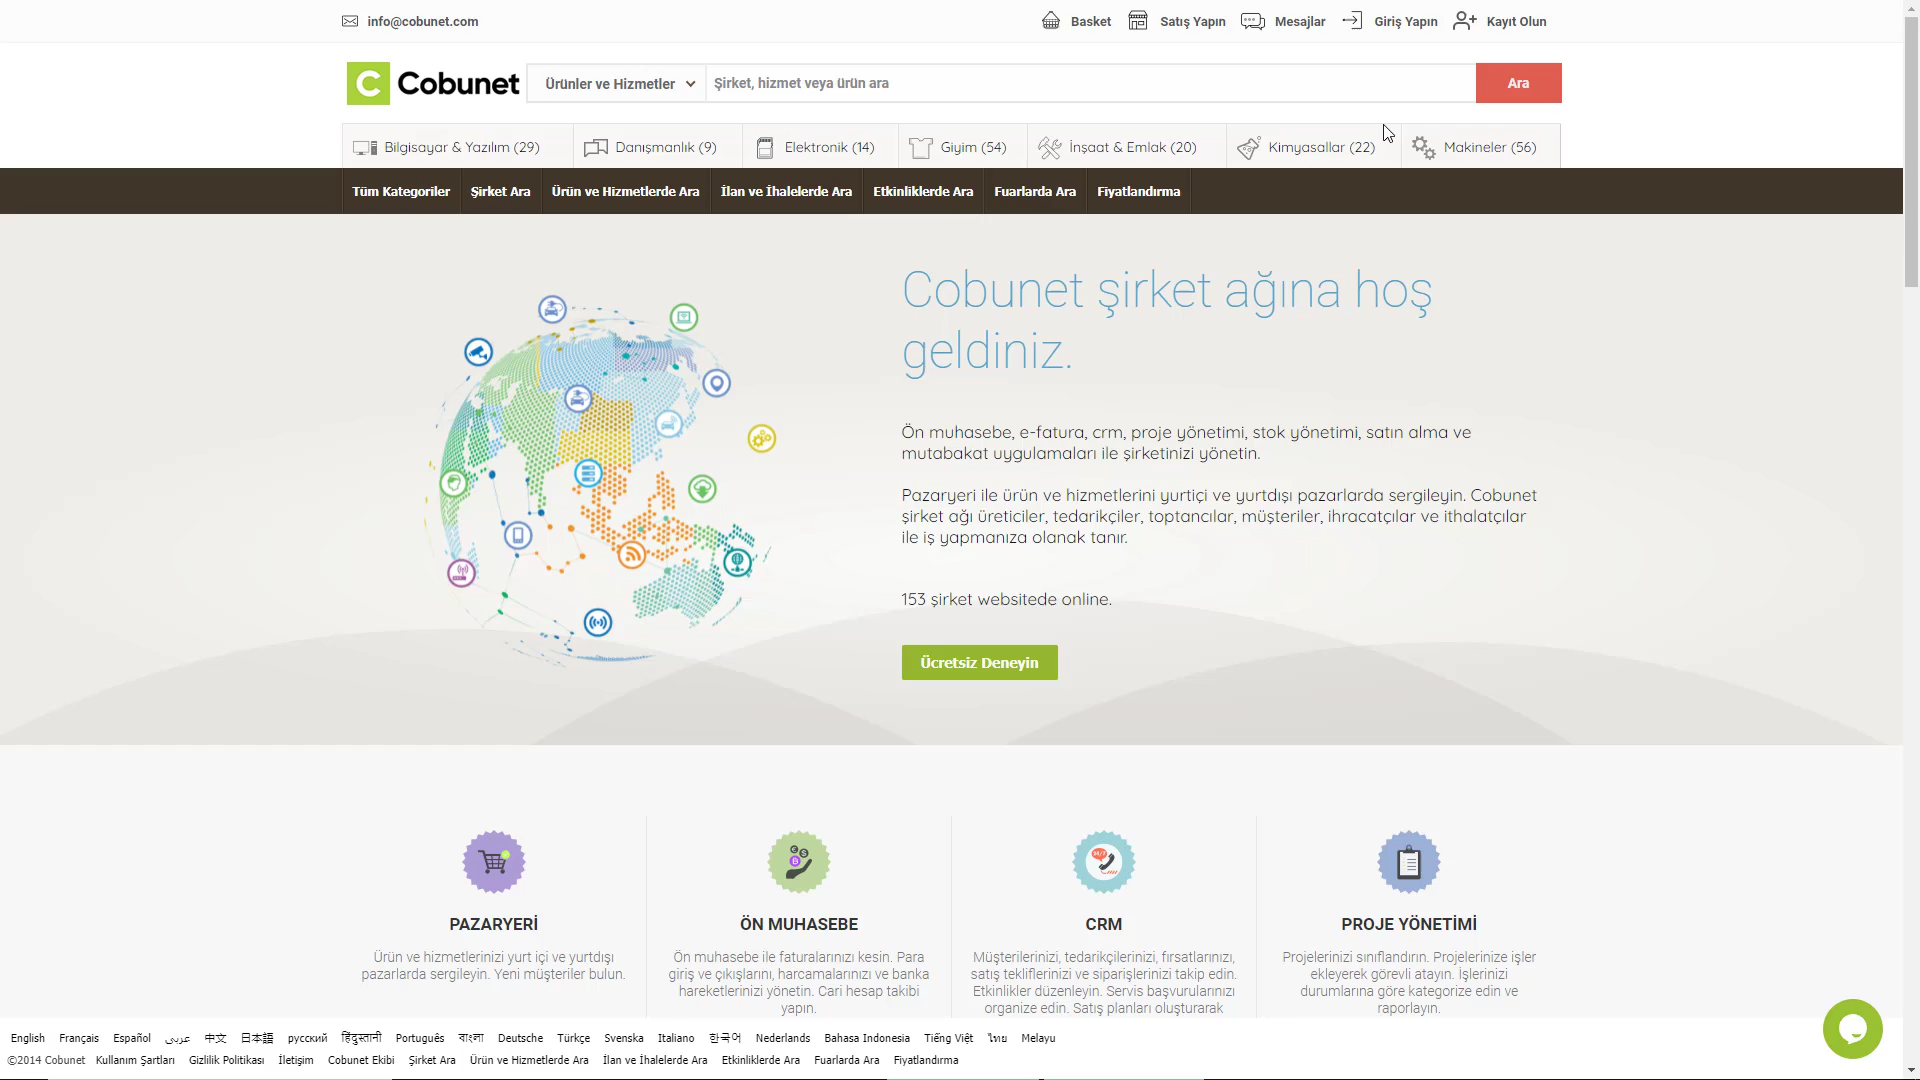 info@cobunet.com
Basket
Satış Yapın
Mesajlar
Giriş Yapın
Kayıt Olun
C Cobunet
Ürünler ve Hizmetler
Şirket, hizmet veya ürün ara
Ara
Bilgisayar & Yazılım (29)
Danışmanlık (9)
Elektronik (14)
Giyim (54)
İnşaat & Emlak (20)
Kimyasallar (22)
Makineler (56)
Tüm Kategoriler
Şirket Ara
Ürün ve Hizmetlerde Ara
İlan ve İhalelerde Ara
Etkinliklerde Ara
Fuarlarda Ara
Fiyatlandırma
Cobunet şirket ağına hoş
geldiniz.
Ön muhasebe, e-fatura, crm, proje yönetimi, stok yönetimi, satın alma ve
mutabakat uygulamaları ile şirketinizi yönetin.
Pazaryeri ile ürün ve hizmetlerini yurtiçi ve yurtdışı pazarlarda sergileyin. Cobunet
şirket ağı üreticiler, tedarikçiler, toptancılar, müşteriler, ihracatçılar ve ithalatçılar
ile iş yapmanıza olanak tanır.
153 şirket websitede online.
Ücretsiz Deneyin
PAZARYERİ
Ürün ve hizmetlerinizi yurt içi ve yurtdışı
pazarlarda sergileyin. Yeni müşteriler bulun.
ÖN MUHASEBE
Ön muhasebe ile faturalarınızı kesin. Para
giriş ve çıkışlarını, harcamalarınızı ve banka
hareketlerinizi yönetin. Cari hesap takibi
yapın.
24/7
CRM
Müşterilerinizi, tedarikçilerinizi, fırsatlarınızı,
satış tekliflerinizi ve siparişlerinizi takip edin.
Etkinlikler düzenleyin. Servis başvurularınızı
organize edin. Satış planları oluşturarak
PROJE YÖNETİMİ
Projelerinizi sınıflandırın. Projelerinize işler
ekleyerek görevli atayın. İşlerinizi
durumlarına göre kategorize edin ve
raporlayın.
English Français Español عربى 中文 日本語 русский हिंदुस्तानी Português বাংলা Deutsche Türkçe Svenska Italiano 한국어 Nederlands Bahasa Indonesia Tiếng Việt ไทย Melayu
©2014 Cobunet Kullanım Şartları Gizlilik Politikası İletişim Cobunet Ekibi Şirket Ara Ürün ve Hizmetlerde Ara İlan ve İhalelerde Ara Etkinliklerde Ara Fuarlarda Ara Fiyatlandırma